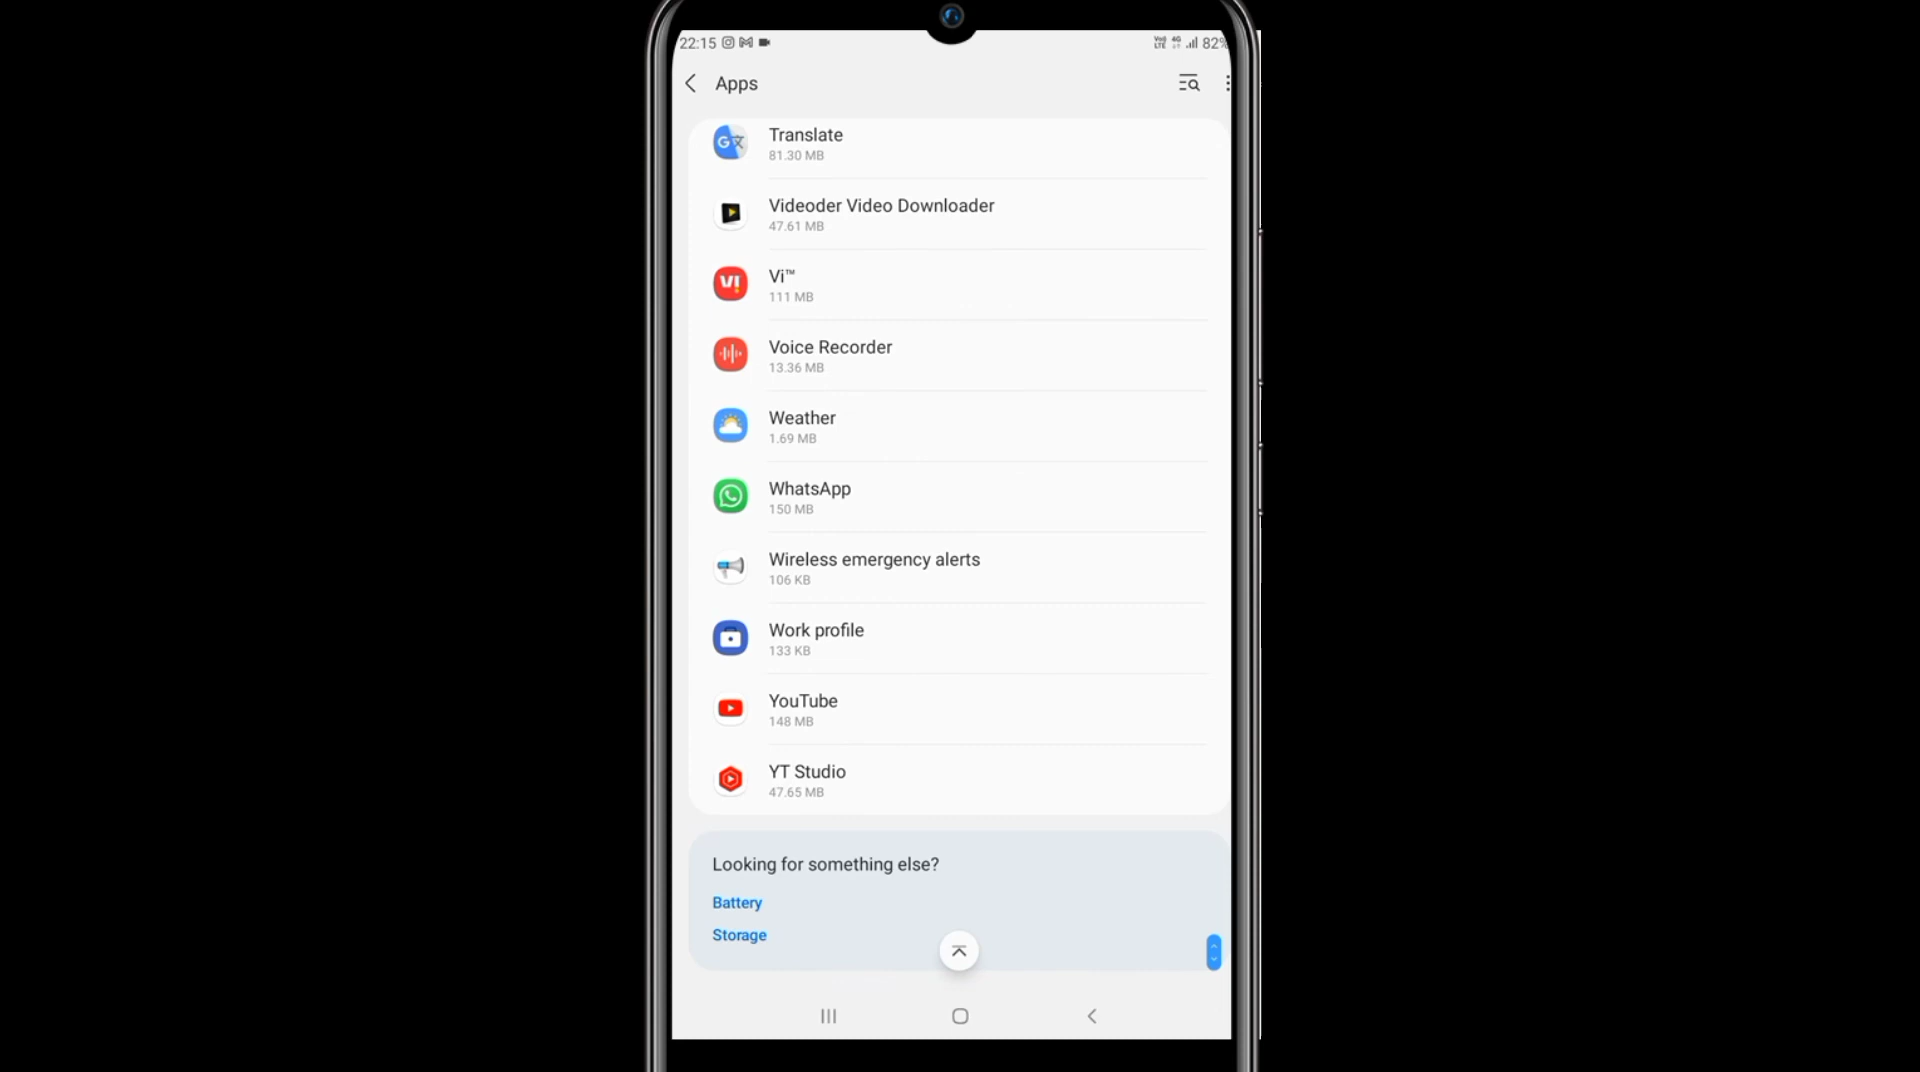 22:15 82%
Apps
Translate
81.30 MB
Videoder Video Downloader
47.61 MB
Vi™
111 MB
Voice Recorder
13.36 MB
Weather
1.69 MB
WhatsApp
150 MB
Wireless emergency alerts
106 KB
Work profile
133 KB
YouTube
148 MB
YT Studio
47.65 MB
Looking for something else?
Battery
Storage